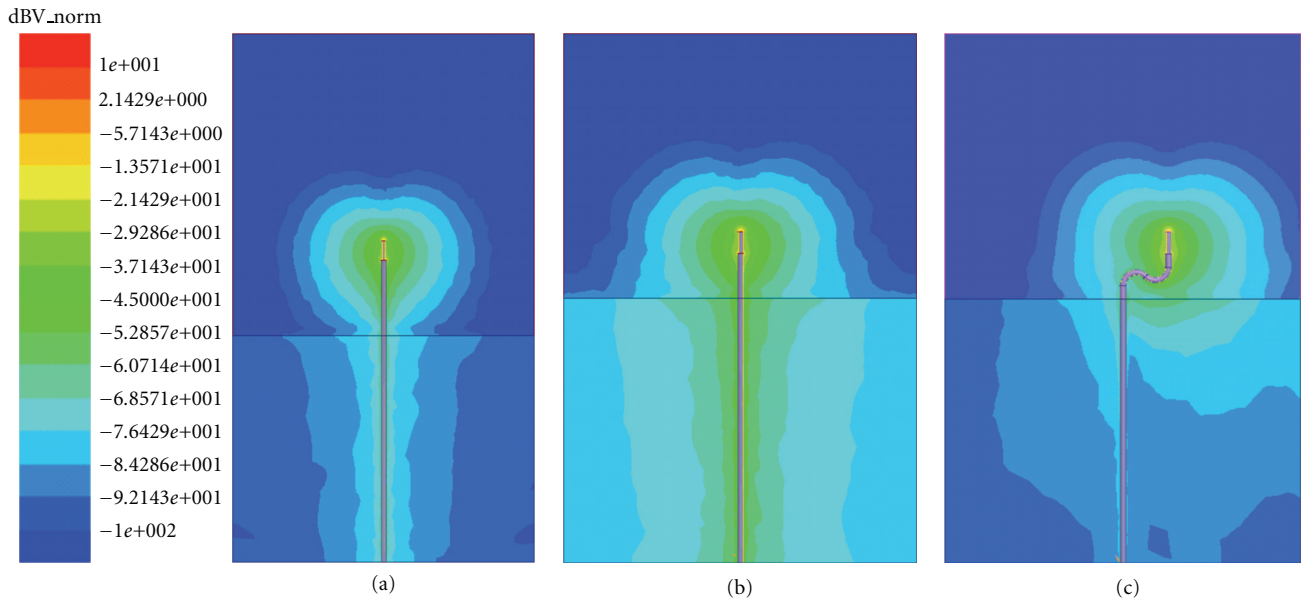 dBV_norm
1e+001
2.1429e+000
−5.7143e+000
−1.3571e+001
−2.1429e+001
−2.9286e+001
−3.7143e+001
−4.5000e+001
−5.2857e+001
−6.0714e+001
−6.8571e+001
−7.6429e+001
−8.4286e+001
−9.2143e+001
−1e+002
(a)
(b)
(c)